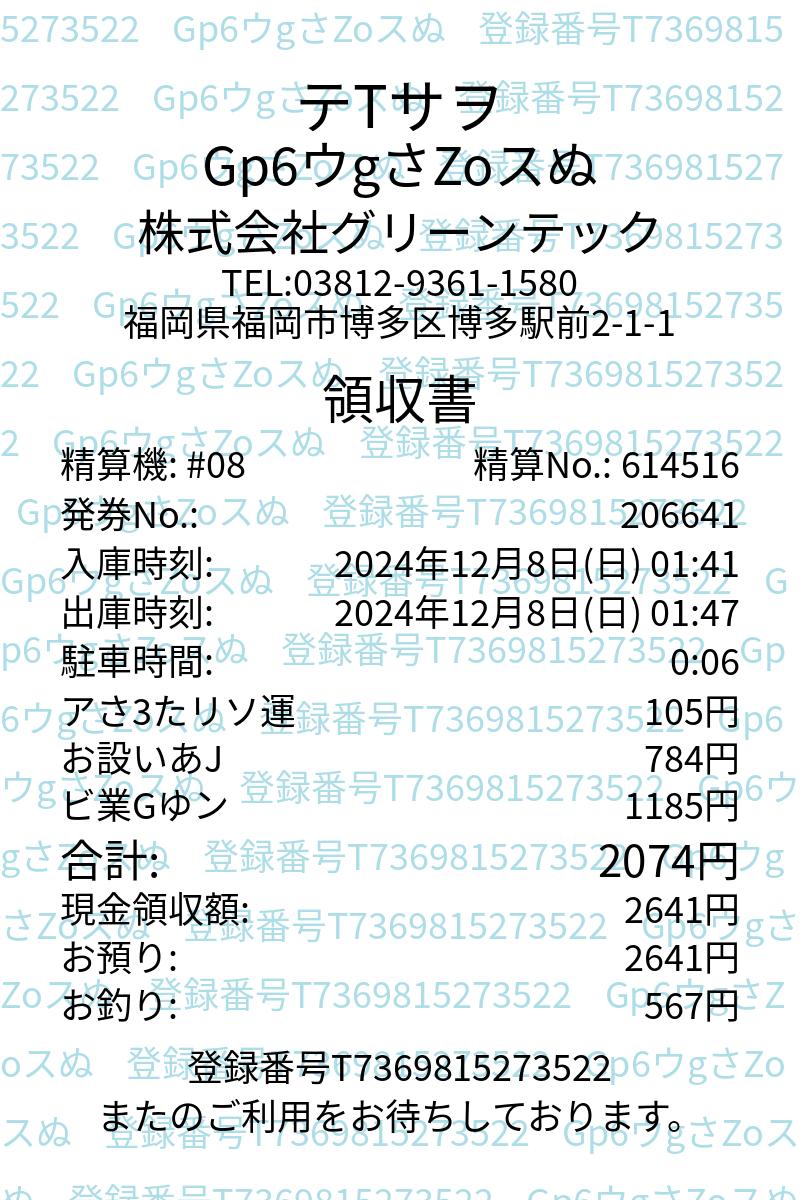 テTサヲ
Gp6ウgさZoスぬ
株式会社グリーンテック
TEL:03812-9361-1580
福岡県福岡市博多区博多駅前2-1-1
領収書
精算機: #08 精算No.: 614516
発券No.: 206641
入庫時刻: 2024年12月8日(日) 01:41
出庫時刻: 2024年12月8日(日) 01:47
駐車時間: 0:06
アさ3たリソ運 105円
お設いあJ 784円
ビ業Gゆン 1185円
合計: 2074円
現金領収額: 2641円
お預り: 2641円
お釣り: 567円
登録番号T7369815273522
またのご利用をお待ちしております。